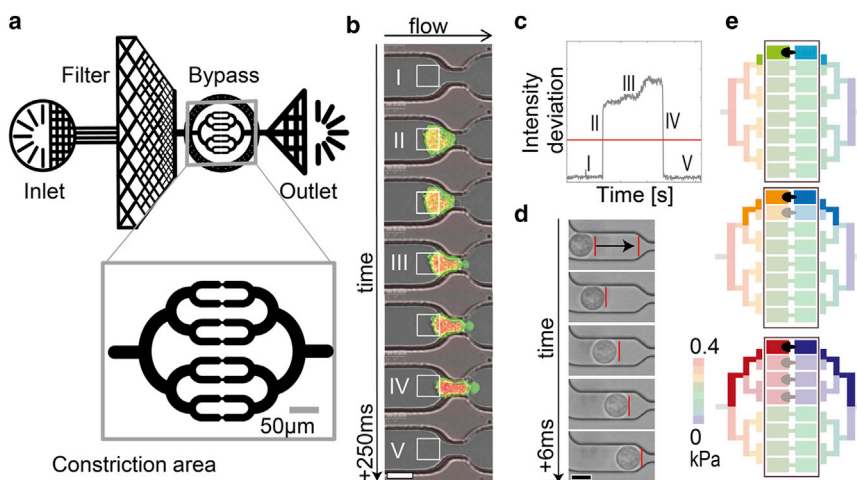 a
Filter
Bypass
Inlet
Outlet
50µm
Constriction area
b
flow
time
+250ms
I
II
III
IV
V
c
Intensity
deviation
I
II
III
IV
V
Time [s]
d
time
+6ms
e
0.4
0
kPa